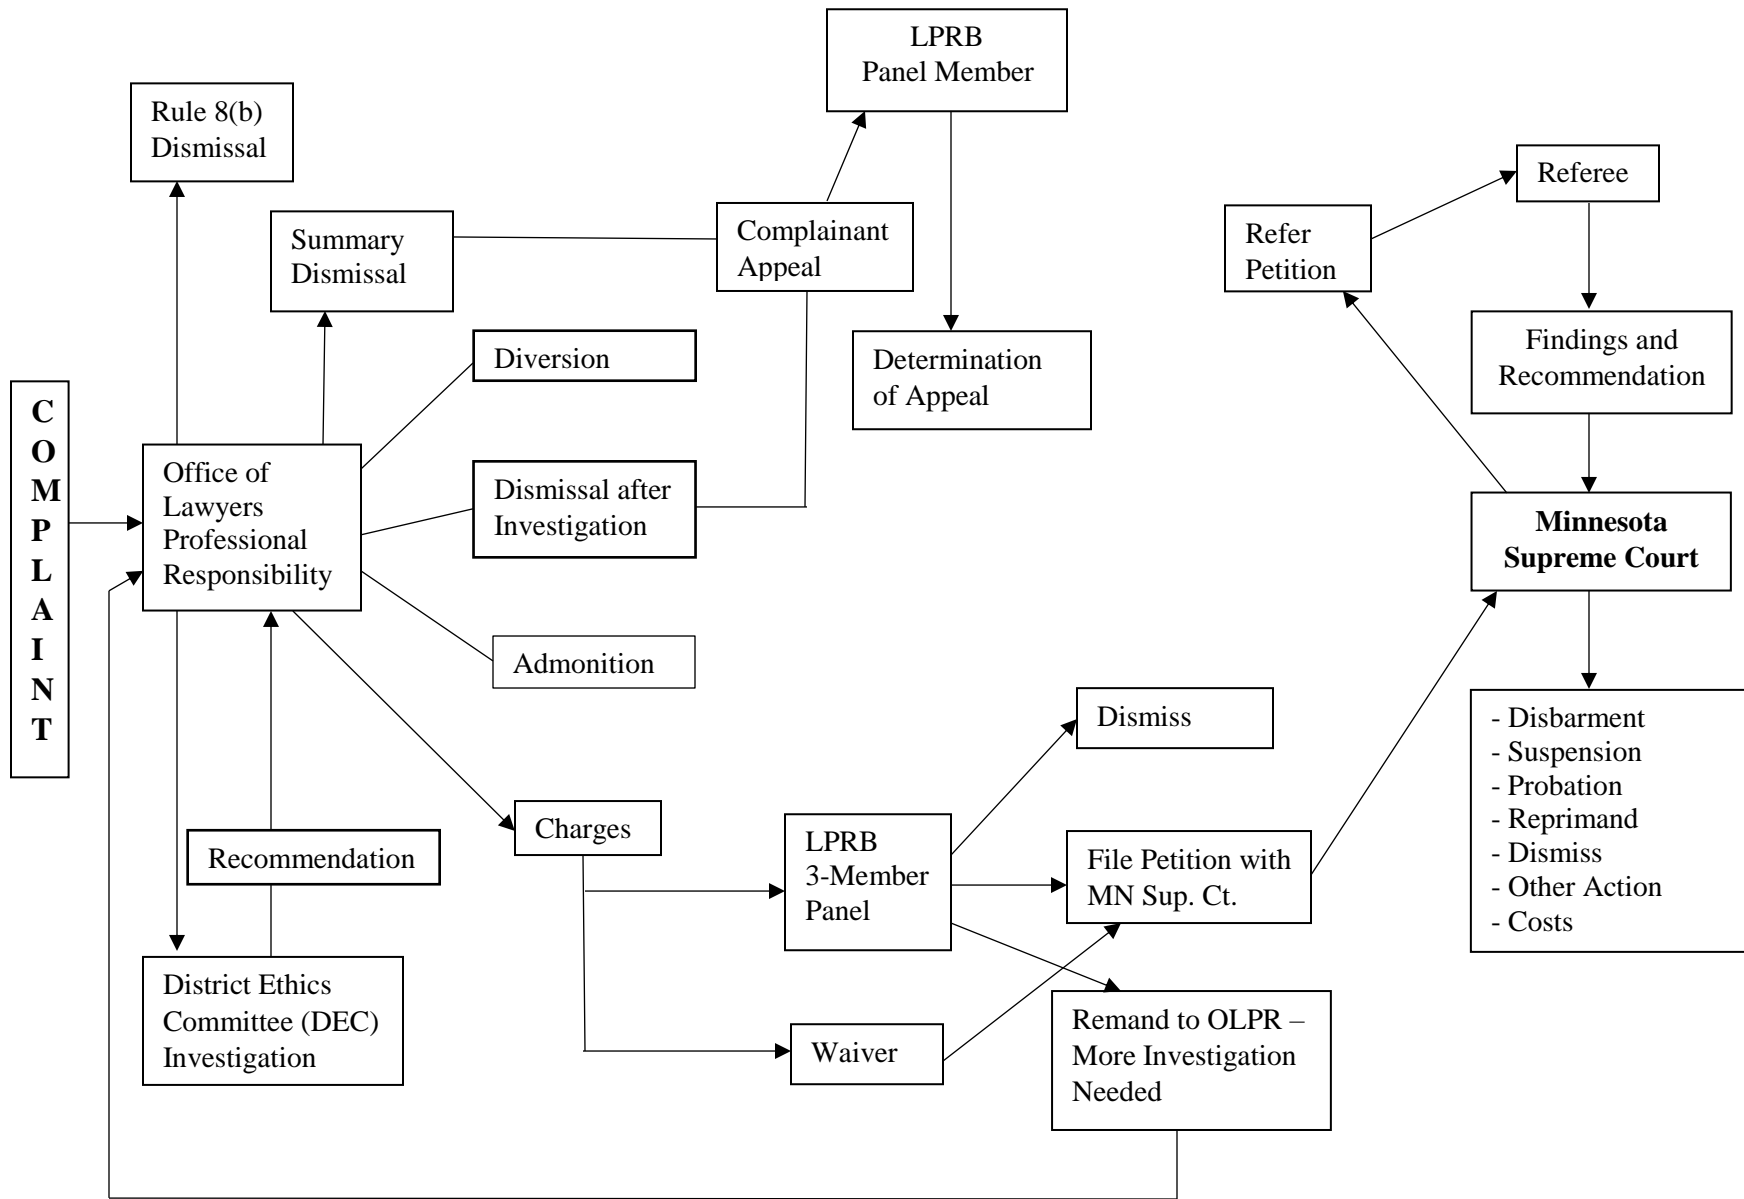 LPRB
Panel Member
Rule 8(b)
Dismissal
Referee
Summary
Dismissal
Complainant
Appeal
Refer
Petition
Diversion
Determination
of Appeal
Findings and
Recommendation
COMPLAINT
Office of
Lawyers
Professional
Responsibility
Dismissal after
Investigation
Minnesota
Supreme Court
Admonition
Dismiss
- Disbarment
- Suspension
- Probation
- Reprimand
- Dismiss
- Other Action
- Costs
Charges
LPRB
3-Member
Panel
File Petition with
MN Sup. Ct.
Recommendation
District Ethics
Committee (DEC)
Investigation
Waiver
Remand to OLPR –
More Investigation
Needed